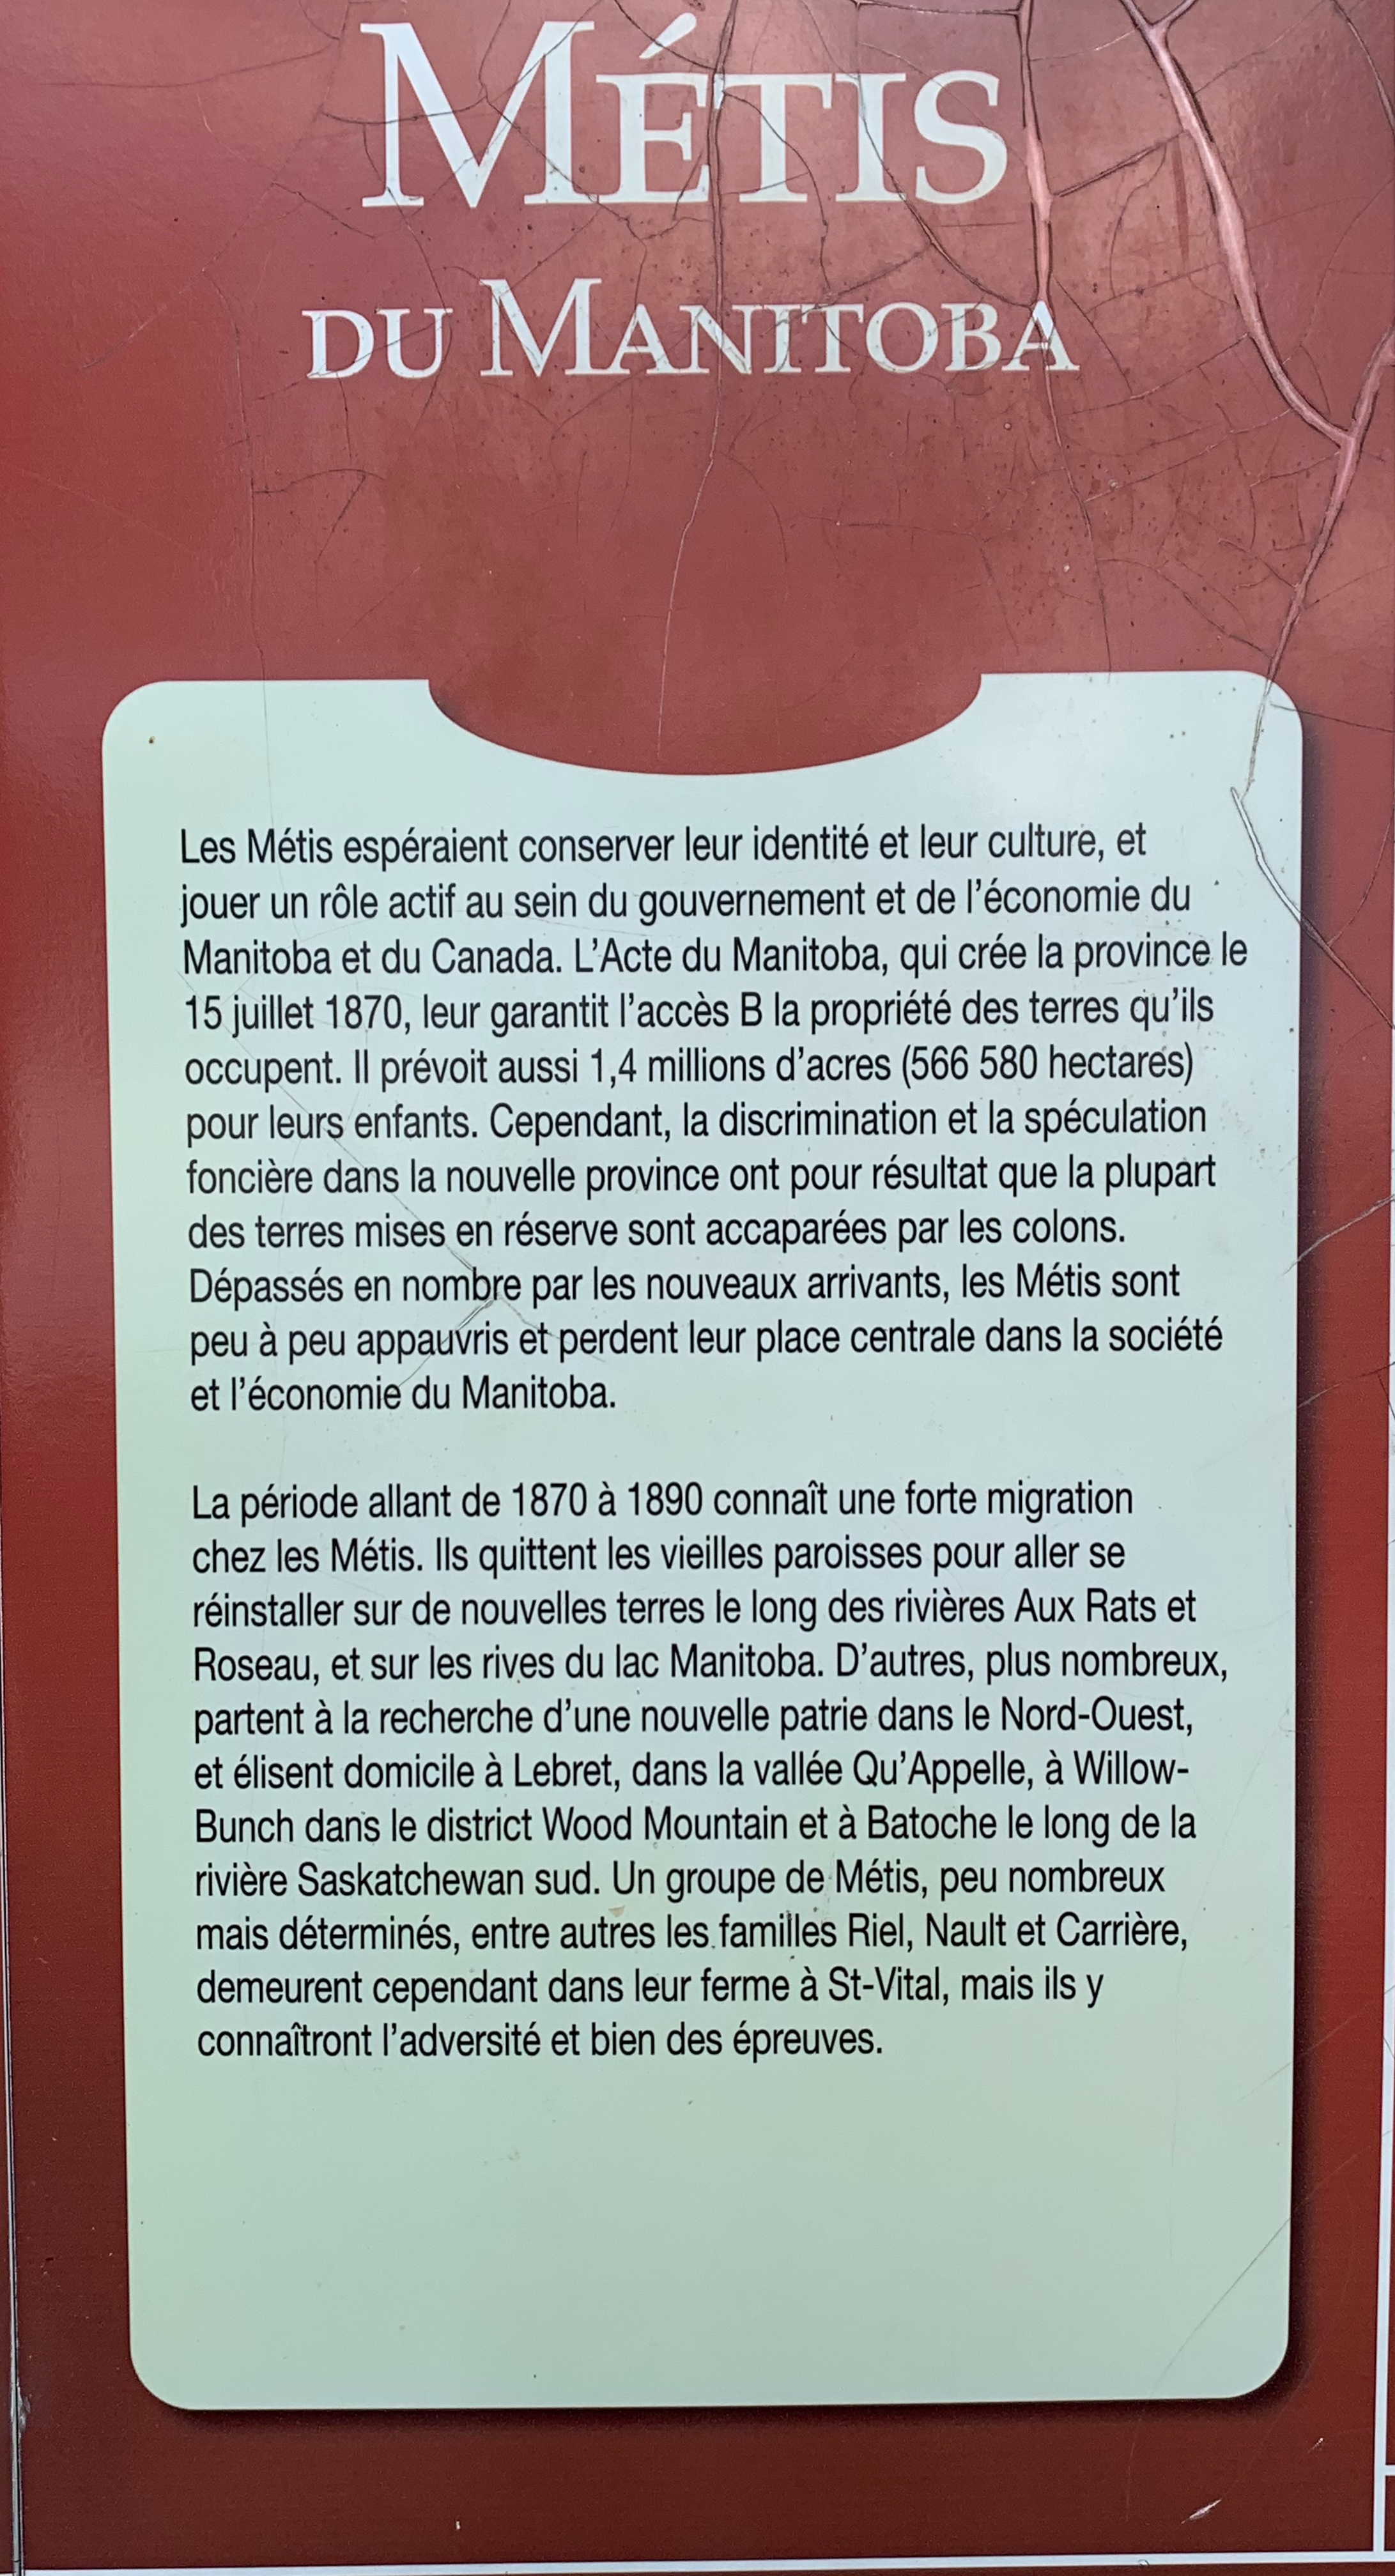 MÉTIS
DU MANITOBA
Les Métis espéraient conserver leur identité et leur culture, et
jouer un rôle actif au sein du gouvernement et de l'économie du
Manitoba et du Canada. L'Acte du Manitoba, qui crée la province le
15 juillet 1870, leur garantit l'accès B la propriété des terres qu'ils
occupent. Il prévoit aussi 1,4 millions d'acres (566 580 hectares)
pour leurs enfants. Cependant, la discrimination et la spéculation
foncière dans la nouvelle province ont pour résultat que la plupart
des terres mises en réserve sont accaparées par les colons.
Dépassés en nombre par les nouveaux arrivants, les Métis sont
peu à peu appauvris et perdent leur place centrale dans la société
et l'économie du Manitoba.
La période allant de 1870 à 1890 connaît une forte migration
chez les Métis. Ils quittent les vieilles paroisses pour aller se
réinstaller sur de nouvelles terres le long des rivières Aux Rats et
Roseau, et sur les rives du lac Manitoba. D'autres, plus nombreux,
partent à la recherche d'une nouvelle patrie dans le Nord-Ouest,
et élisent domicile à Lebret, dans la vallée Qu'Appelle, à Willow-
Bunch dans le district Wood Mountain et à Batoche le long de la
rivière Saskatchewan sud. Un groupe de Métis, peu nombreux
mais déterminés, entre autres les familles Riel, Nault et Carrière,
demeurent cependant dans leur ferme à St-Vital, mais ils y
connaîtront l'adversité et bien des épreuves.